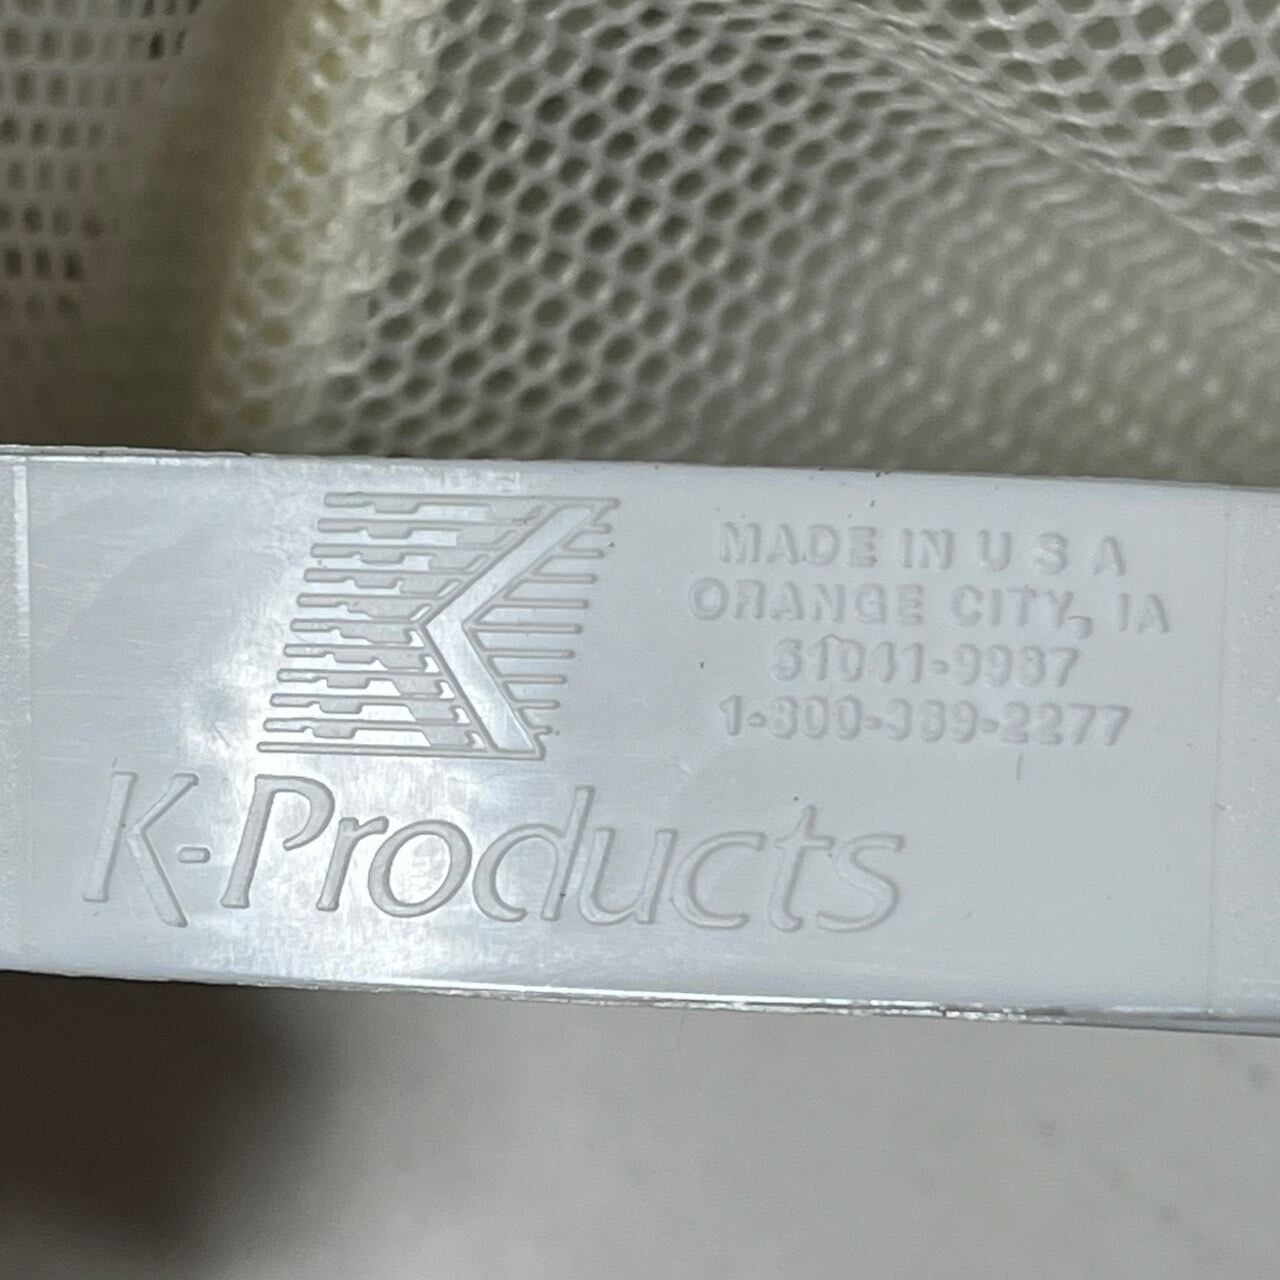 K
MADE IN U S A
ORANGE CITY, IA
51041-9987
1-800-369-2277
K-Products